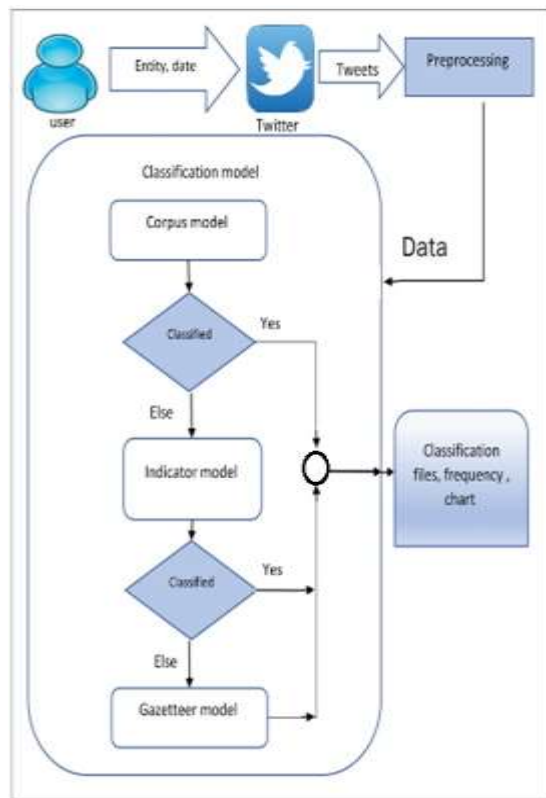 Entity, date
Tweets
Preprocessing
user
Twitter
Classification model
Corpus model
Data
Classified
Yes
Else
Indicator model
Classification
files, frequency ,
chart
Classified
Yes
Else
Gazetteer model